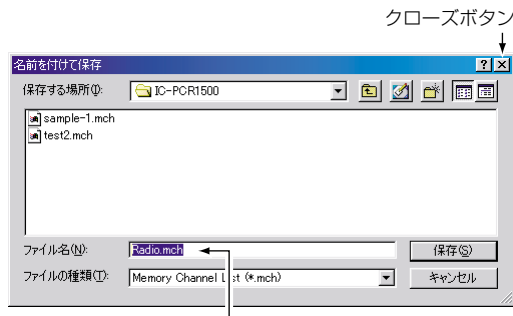 クローズボタン
名前を付けて保存
保存する場所(I):
IC-PCR1500
sample-1.mch
test2.mch
ファイル名(N):
Radio.mch
保存(S)
ファイルの種類(T):
Memory Channel List (*.mch)
キャンセル